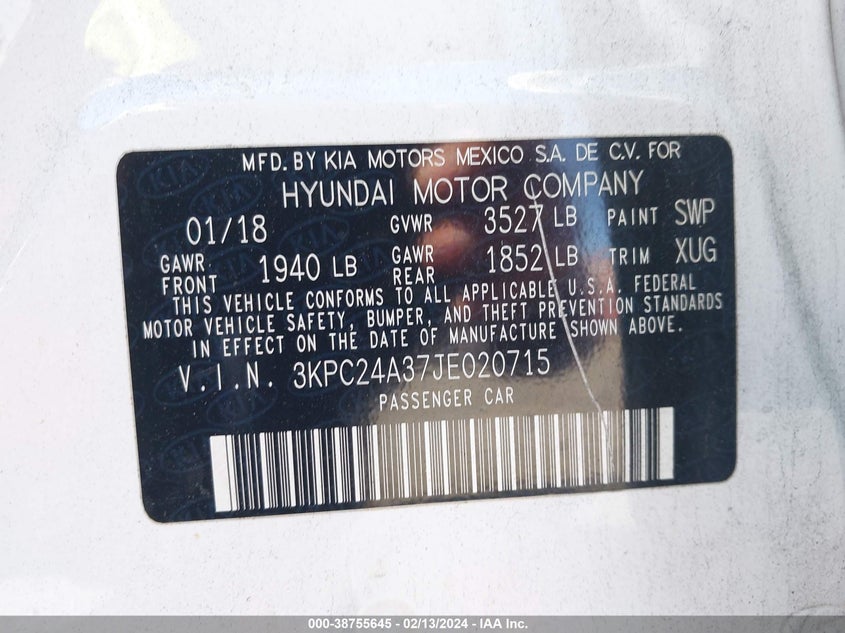 MFD. BY KIA MOTORS MEXICO S.A. DE C.V. FOR
HYUNDAI MOTOR COMPANY
01/18 GVWR 3527 LB PAINT SWP
GAWR FRONT 1940 LB GAWR REAR 1852 LB TRIM XUG
THIS VEHICLE CONFORMS TO ALL APPLICABLE U.S.A. FEDERAL
MOTOR VEHICLE SAFETY, BUMPER, AND THEFT PREVENTION STANDARDS
IN EFFECT ON THE DATE OF MANUFACTURE SHOWN ABOVE.
V.I.N. 3KPC24A37JE020715
PASSENGER CAR
000-38755645 - 02/13/2024 - IAA, Inc.